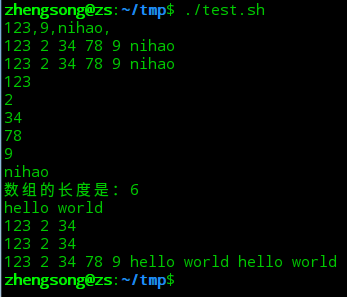 zhengsong@zs:~/tmp$ ./test.sh
123,9,nihao,
123 2 34 78 9 nihao
123 2 34 78 9 nihao
123
2
34
78
9
nihao
数组的长度是: 6
hello world
123 2 34
123 2 34
123 2 34 78 9 hello world hello world
zhengsong@zs:~/tmp$